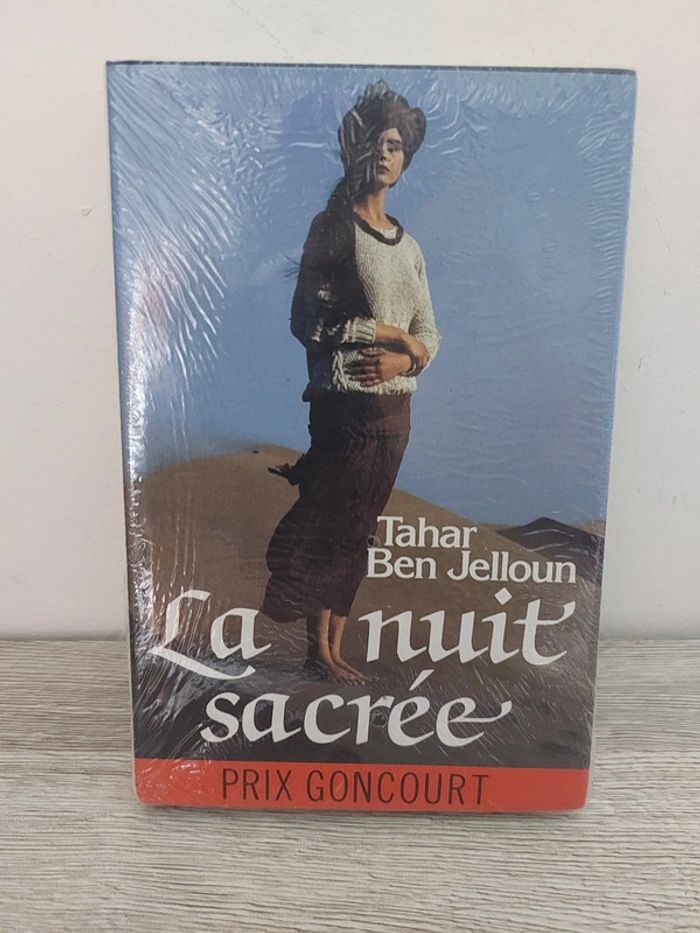 Tahar
Ben Jelloun
La nuit
sacrée
PRIX GONCOURT